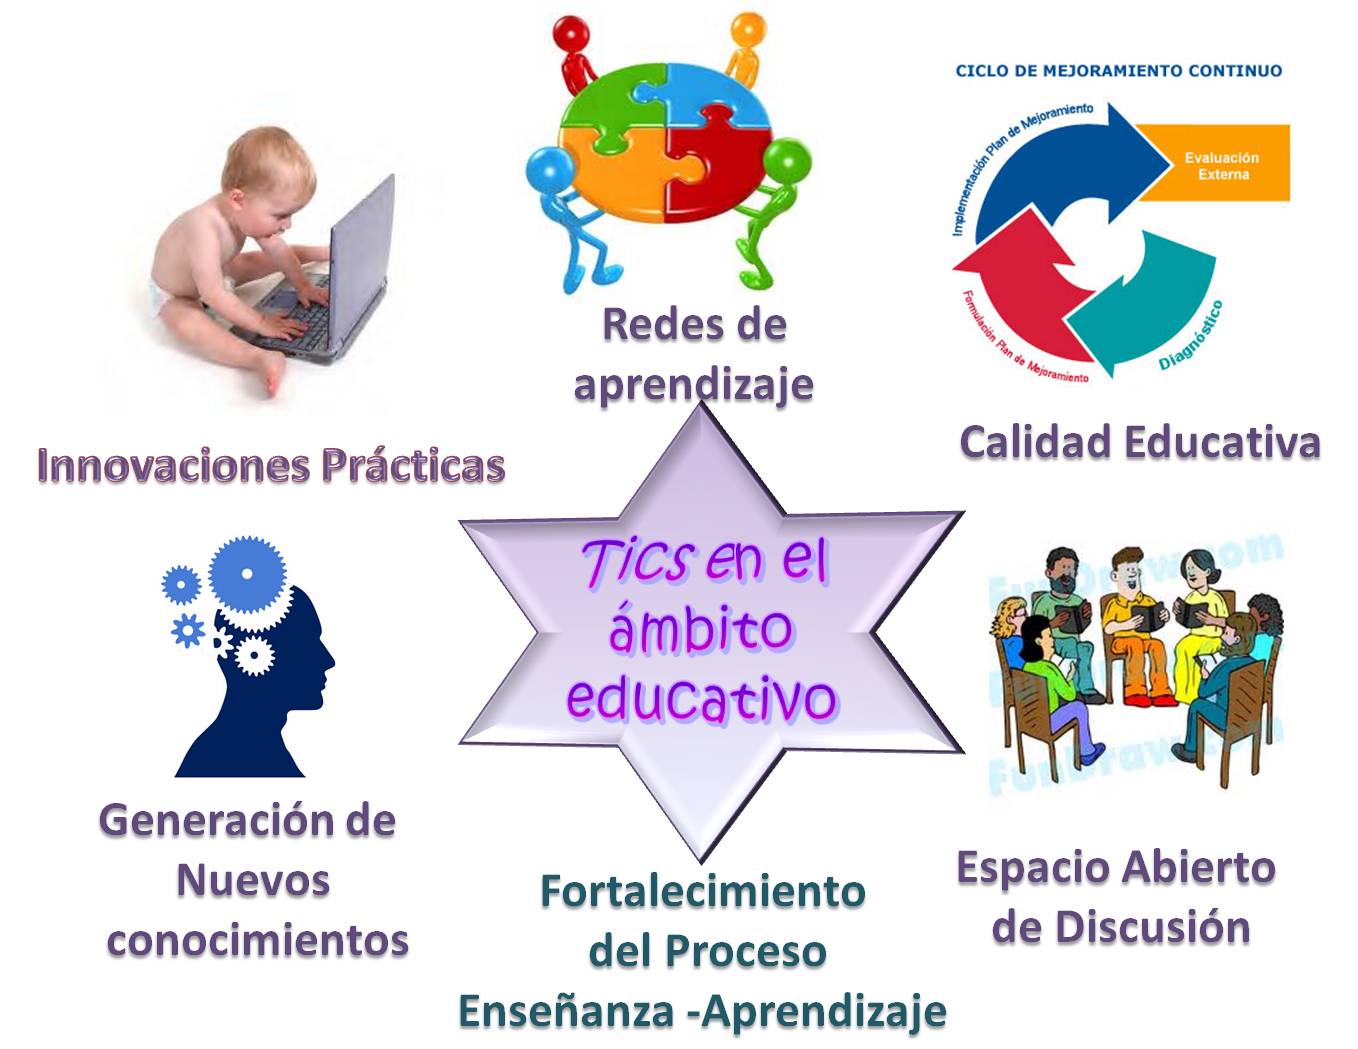 CICLO DE MEJORAMIENTO CONTINUO
Implementación Plan de Mejoramiento
Evaluación
Externa
Formulación Plan de Mejoramiento
Diagnóstico
Redes de
aprendizaje
Calidad Educativa
Innovaciones Prácticas
Tics en el
ámbito
educativo
FunDraw.com
FunDraw.com
Generación de
Nuevos
conocimientos
Fortalecimiento
del Proceso
Enseñanza -Aprendizaje
Espacio Abierto
de Discusión